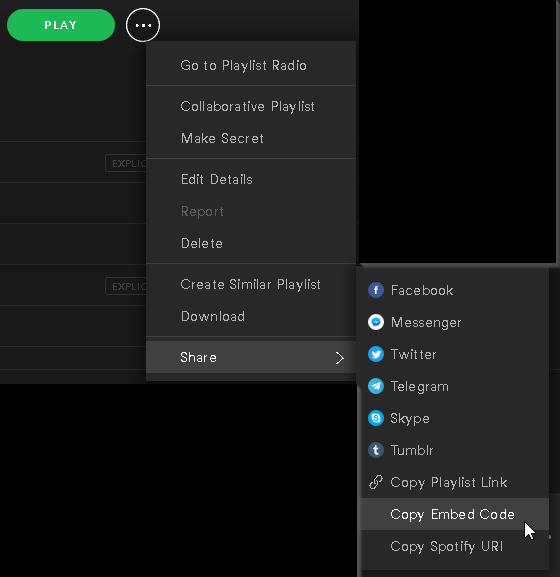 PLAY
Go to Playlist Radio
Collaborative Playlist
Make Secret
EXPLIC
Edit Details
Report
Delete
Create Similar Playlist
EXPLIC
Download
Share
Facebook
Messenger
Twitter
Telegram
Skype
Tumblr
Copy Playlist Link
Copy Embed Code
Copy Spotify URI